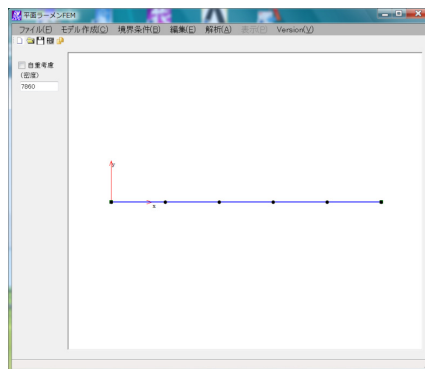 平面ラーメンFEM
ファイル(F) モデル作成(C) 境界条件(B) 編集(E) 解析(A) 表示(P) Version(V)
自重考慮
(密度)
7860
y
x